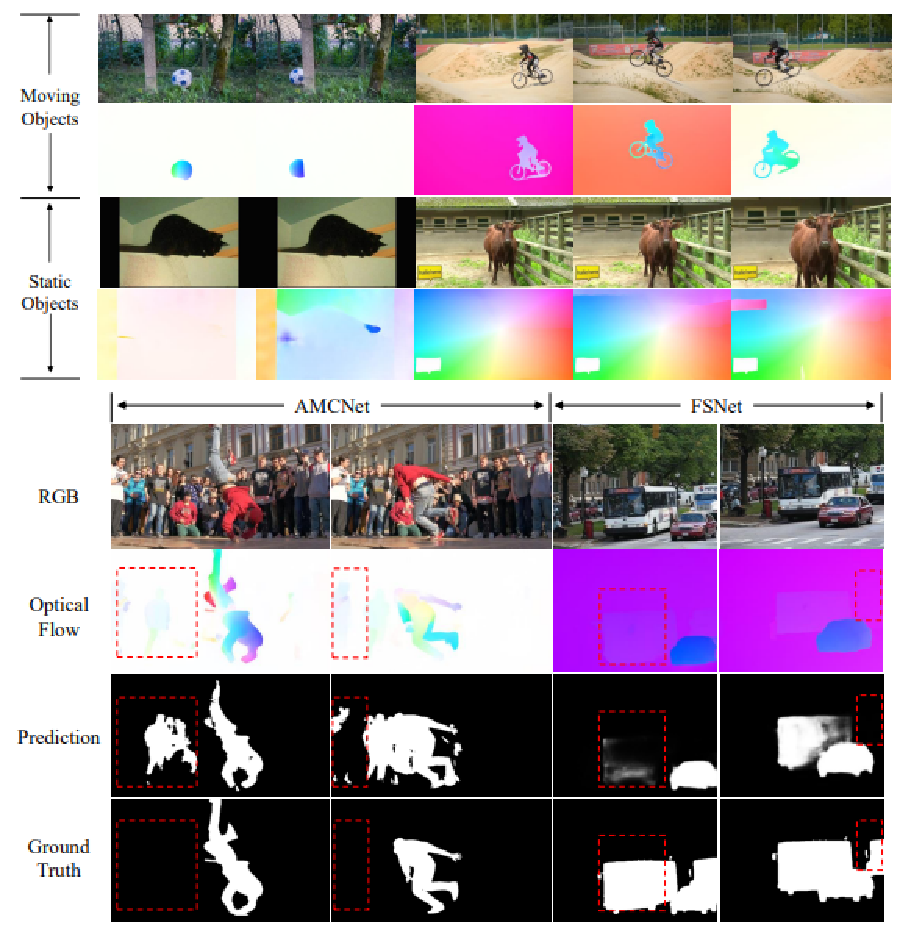 Moving
Objects
Static
Objects
AMCNet
FSNet
RGB
Optical
Flow
Prediction
Ground
Truth